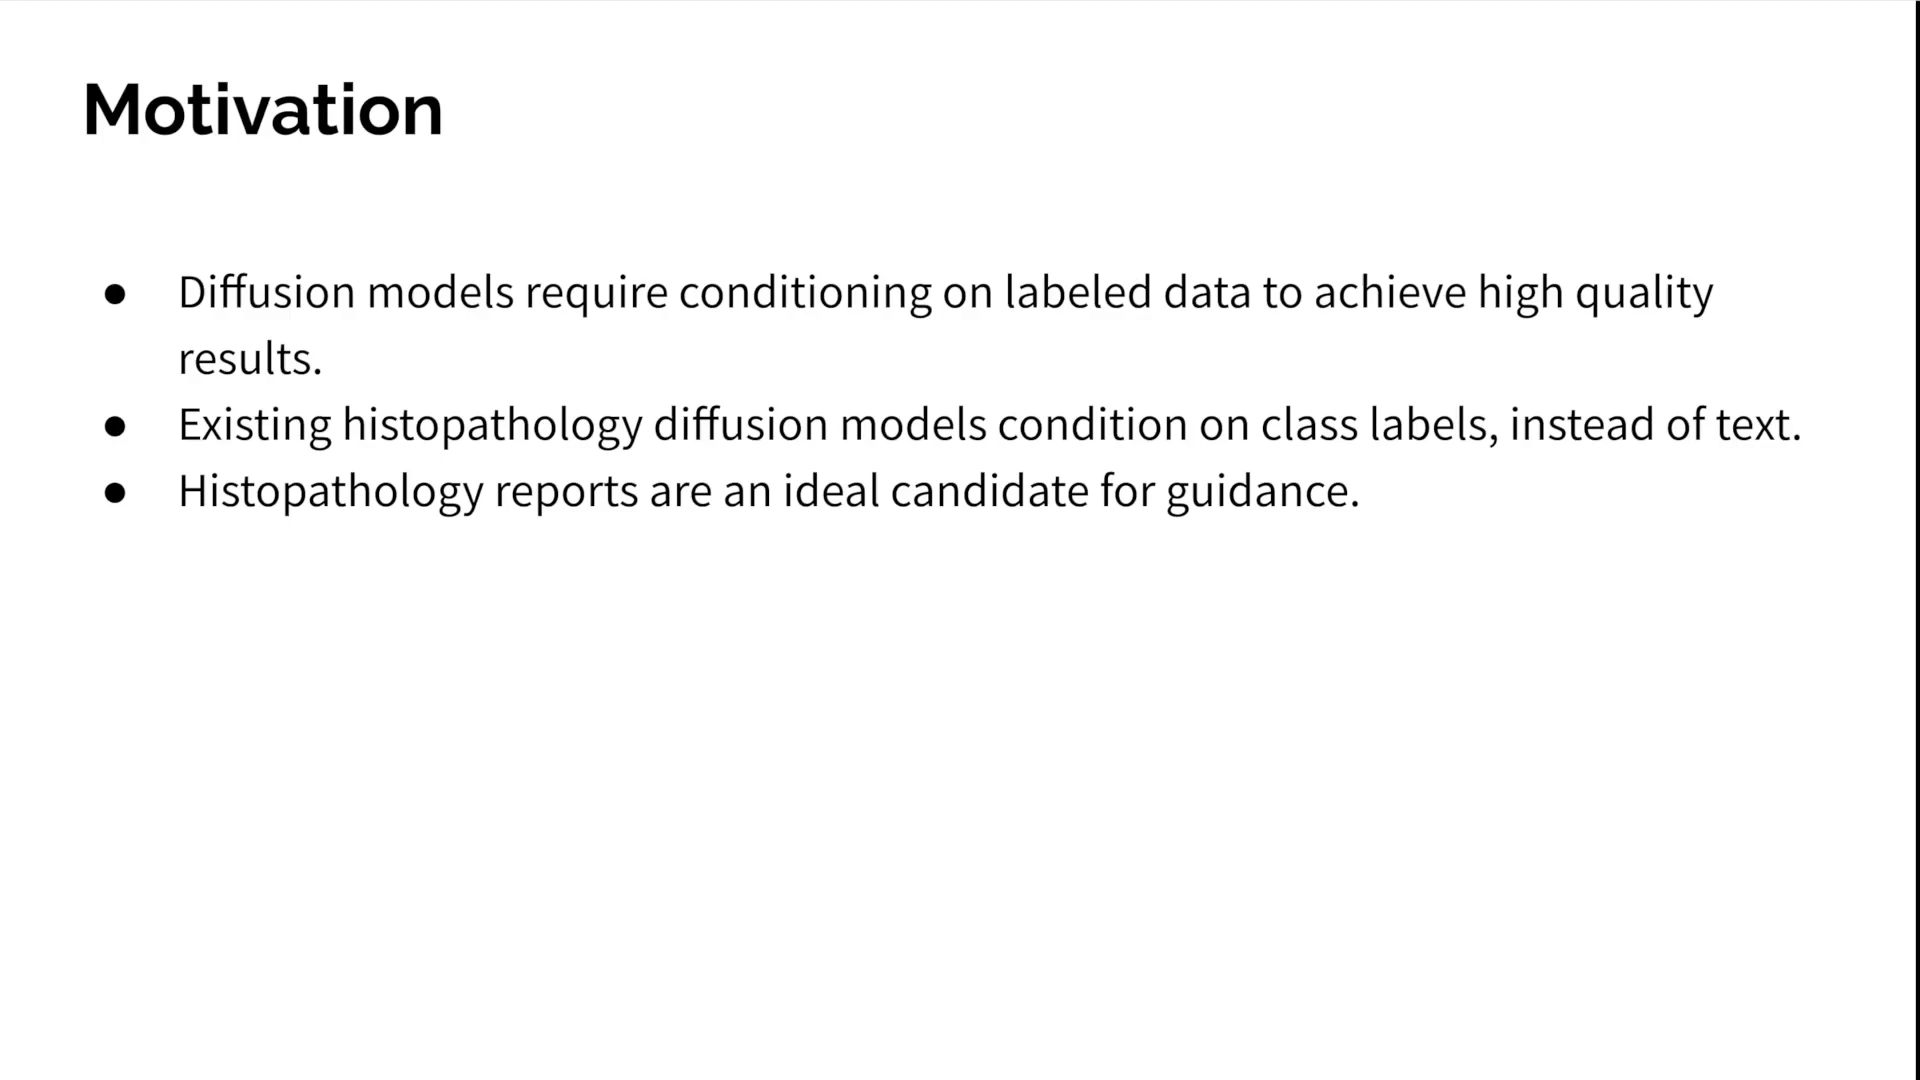 Motivation
● Diffusion models require conditioning on labeled data to achieve high quality
results.
● Existing histopathology diffusion models condition on class labels, instead of text.
● Histopathology reports are an ideal candidate for guidance.